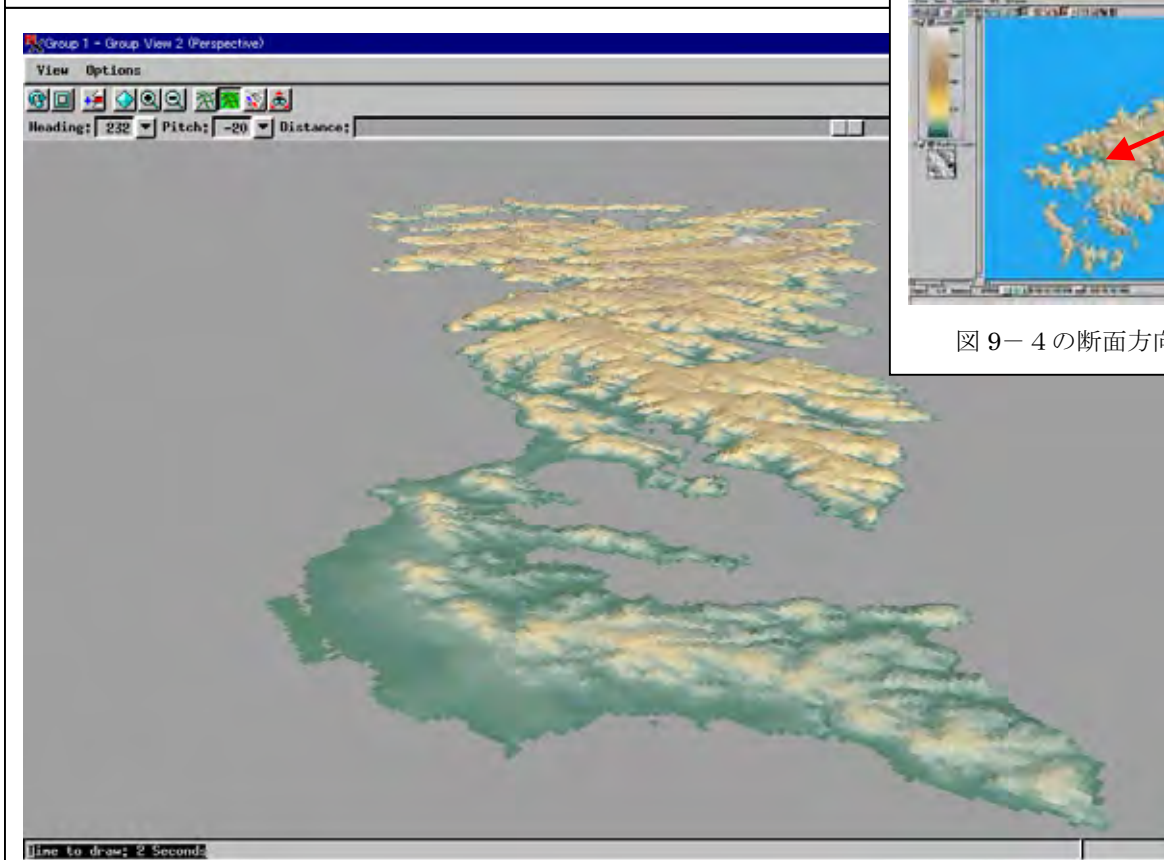 Group 1 - Group View 2 (Perspective)
View Options
Heading: 232 Pitch: -20 Distance:
図 9－４の断面方向
Time to draw: 2 Seconds